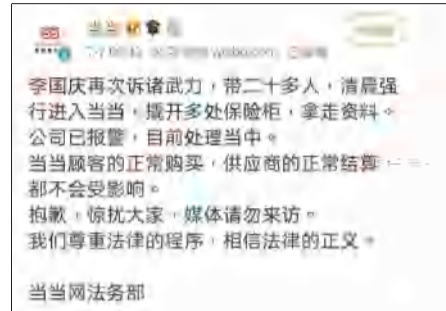 当当
李国庆再次诉诸武力，带二十多人，清晨强
行进入当当，撬开多处保险柜，拿走资料。
公司已报警，目前处理当中。
当当顾客的正常购买，供应商的正常结算
都不会受影响。
抱歉，惊扰大家，媒体请勿来访。
我们尊重法律的程序，相信法律的正义。
当当网法务部